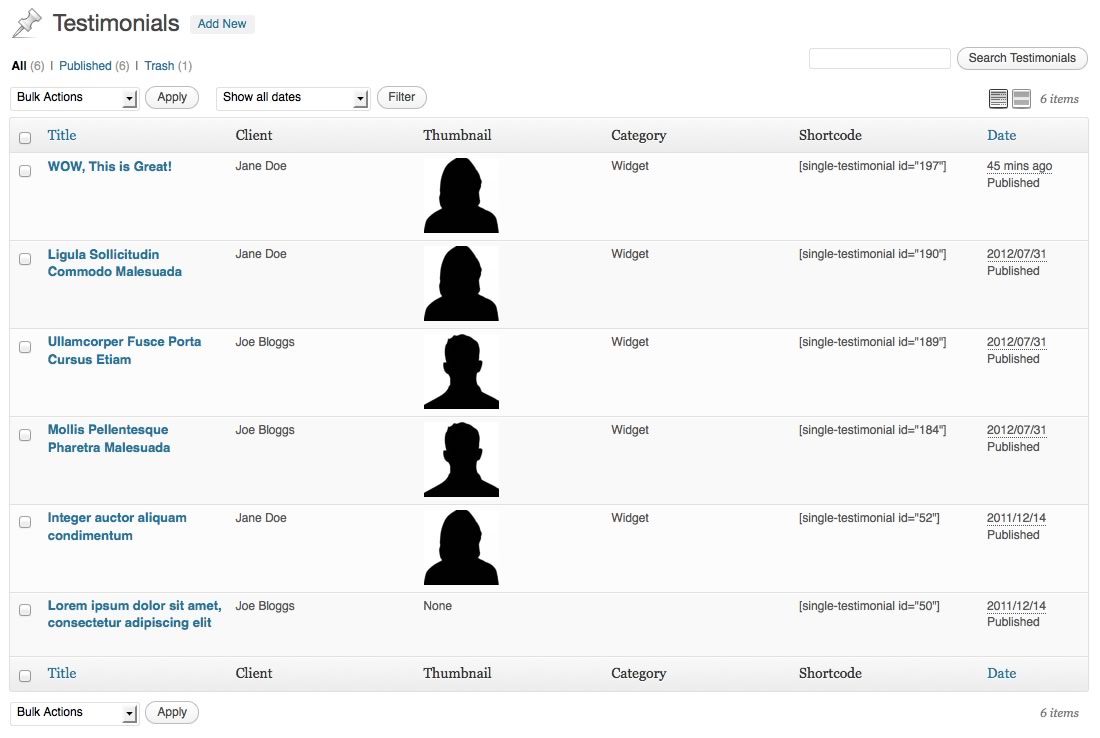 Testimonials Add New
All (6) | Published (6) | Trash (1)
Search Testimonials
Bulk Actions Apply Show all dates Filter 6 items
Title Client Thumbnail Category Shortcode Date
WOW, This is Great! Jane Doe Widget [single-testimonial id="197"] 45 mins ago
Published
Ligula Sollicitudin Jane Doe Widget [single-testimonial id="190"] 2012/07/31
Commodo Malesuada Published
Ullamcorper Fusce Porta Joe Bloggs Widget [single-testimonial id="189"] 2012/07/31
Cursus Etiam Published
Mollis Pellentesque Joe Bloggs Widget [single-testimonial id="184"] 2012/07/31
Pharetra Malesuada Published
Integer auctor aliquam Jane Doe Widget [single-testimonial id="52"] 2011/12/14
condimentum Published
Lorem ipsum dolor sit amet, Joe Bloggs None [single-testimonial id="50"] 2011/12/14
consectetur adipiscing elit Published
Title Client Thumbnail Category Shortcode Date
Bulk Actions Apply 6 items